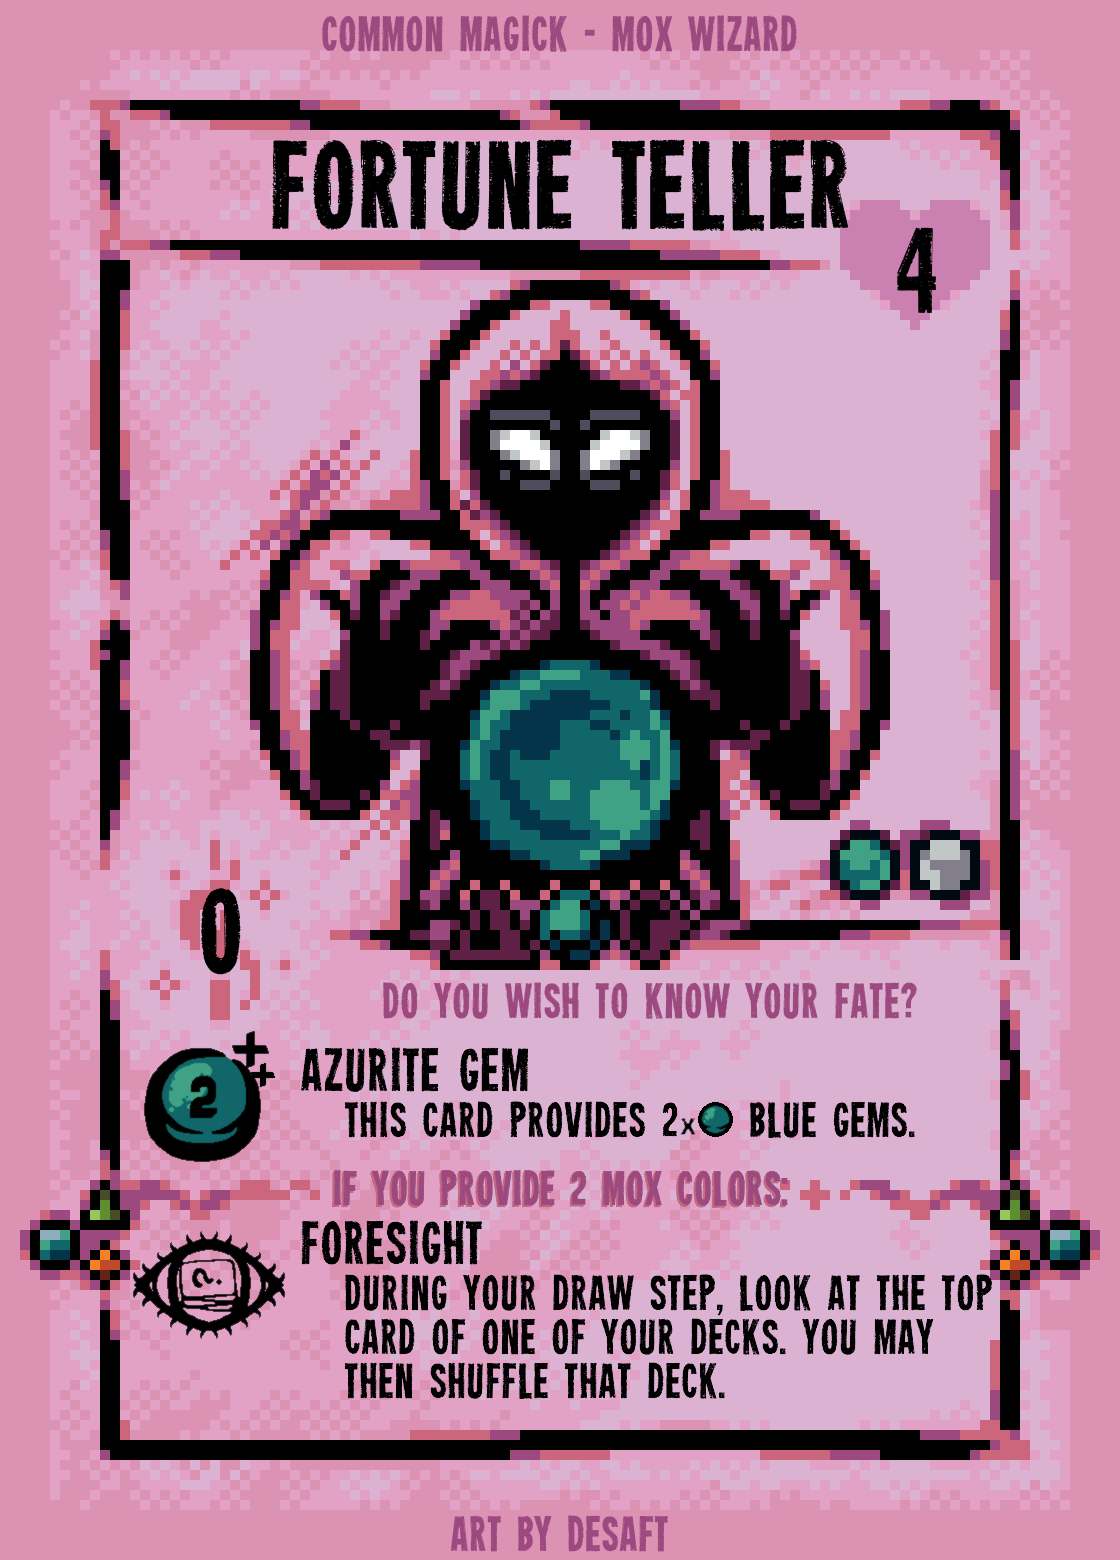 COMMON MAGICK - MOX WIZARD
FORTUNE TELLER
4
0
DO YOU WISH TO KNOW YOUR FATE?
2
AZURITE GEM
THIS CARD PROVIDES 2x BLUE GEMS.
IF YOU PROVIDE 2 MOX COLORS:
FORESIGHT
?
DURING YOUR DRAW STEP, LOOK AT THE TOP
CARD OF ONE OF YOUR DECKS. YOU MAY
THEN SHUFFLE THAT DECK.
ART BY DESAFT